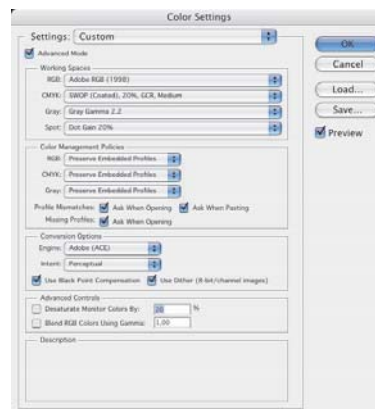 Color Settings
Settings: Custom
OK
Advanced Mode
Cancel
Working Spaces
RGB: Adobe RGB (1998)
Load...
CMYK: SWOP (Coated), 20%, GCR, Medium
Save...
Gray: Gray Gamma 2.2
Preview
Spot: Dot Gain 20%
Color Management Policies
RGB: Preserve Embedded Profiles
CMYK: Preserve Embedded Profiles
Gray: Preserve Embedded Profiles
Profile Mismatches: Ask When Opening Ask When Pasting
Missing Profiles: Ask When Opening
Conversion Options
Engine: Adobe (ACE)
Intent: Perceptual
Use Black Point Compensation Use Dither (8-bit/channel images)
Advanced Controls
Desaturate Monitor Colors By: 20 %
Blend RGB Colors Using Gamma: 1.00
Description